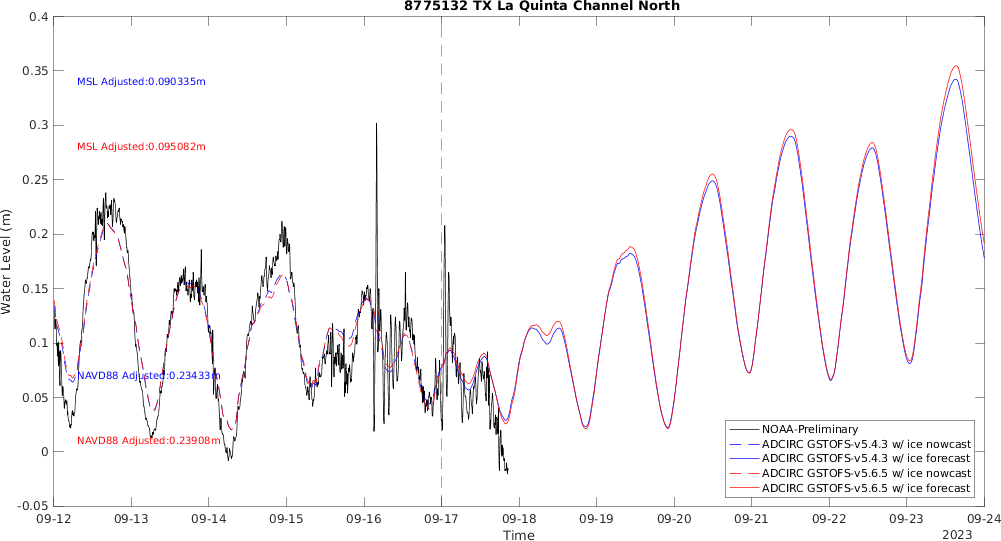 8775132 TX La Quinta Channel North
0.4
0.35
0.3
0.25
0.2
0.15
0.1
0.05
0
-0.05
Water Level (m)
MSL Adjusted:0.090335m
MSL Adjusted:0.095082m
NAVD88 Adjusted:0.23433m
NAVD88 Adjusted:0.23908m
NOAA-Preliminary
ADCIRC GSTOFS-v5.4.3 w/ ice nowcast
ADCIRC GSTOFS-v5.4.3 w/ ice forecast
ADCIRC GSTOFS-v5.6.5 w/ ice nowcast
ADCIRC GSTOFS-v5.6.5 w/ ice forecast
09-12 09-13 09-14 09-15 09-16 09-17 09-18 09-19 09-20 09-21 09-22 09-23 09-24
Time
2023